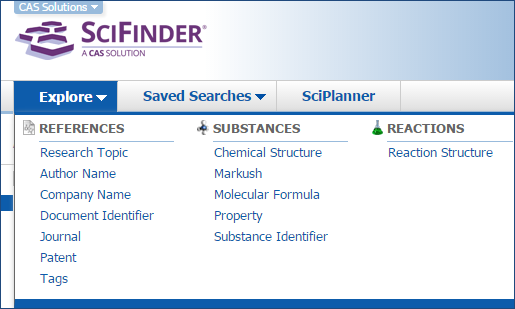 CAS Solutions
SCIFINDER®
A CAS SOLUTION
Explore
Saved Searches
SciPlanner
REFERENCES
Research Topic
Author Name
Company Name
Document Identifier
Journal
Patent
Tags
SUBSTANCES
Chemical Structure
Markush
Molecular Formula
Property
Substance Identifier
REACTIONS
Reaction Structure